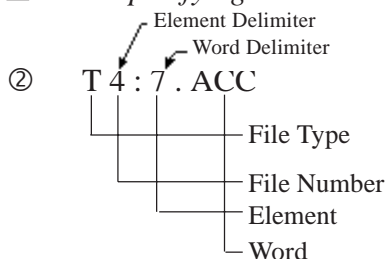 Element Delimiter
Word Delimiter
② T 4 : 7 . ACC
File Type
File Number
Element
Word